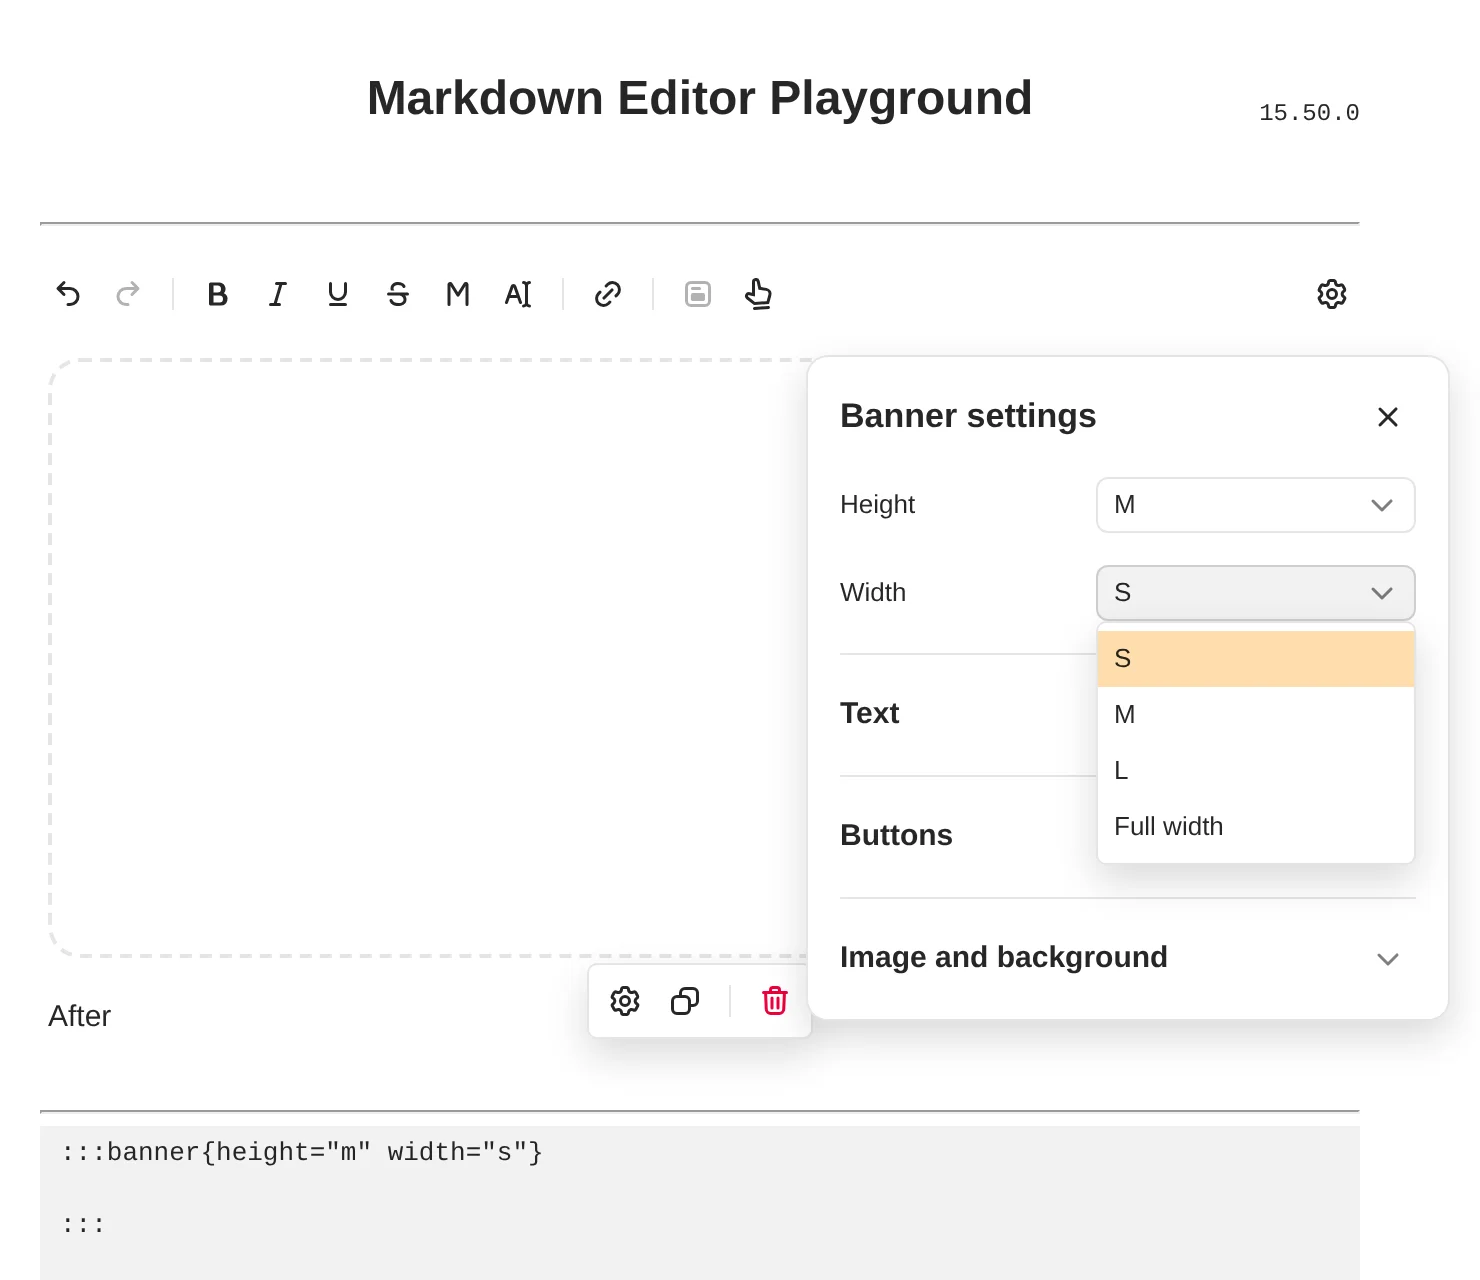 Markdown Editor Playground
15.50.0
Banner settings
Height
M
Width
S
S
M
L
Full width
Text
Buttons
Image and background
After
:::banner{height="m" width="s"}
:::